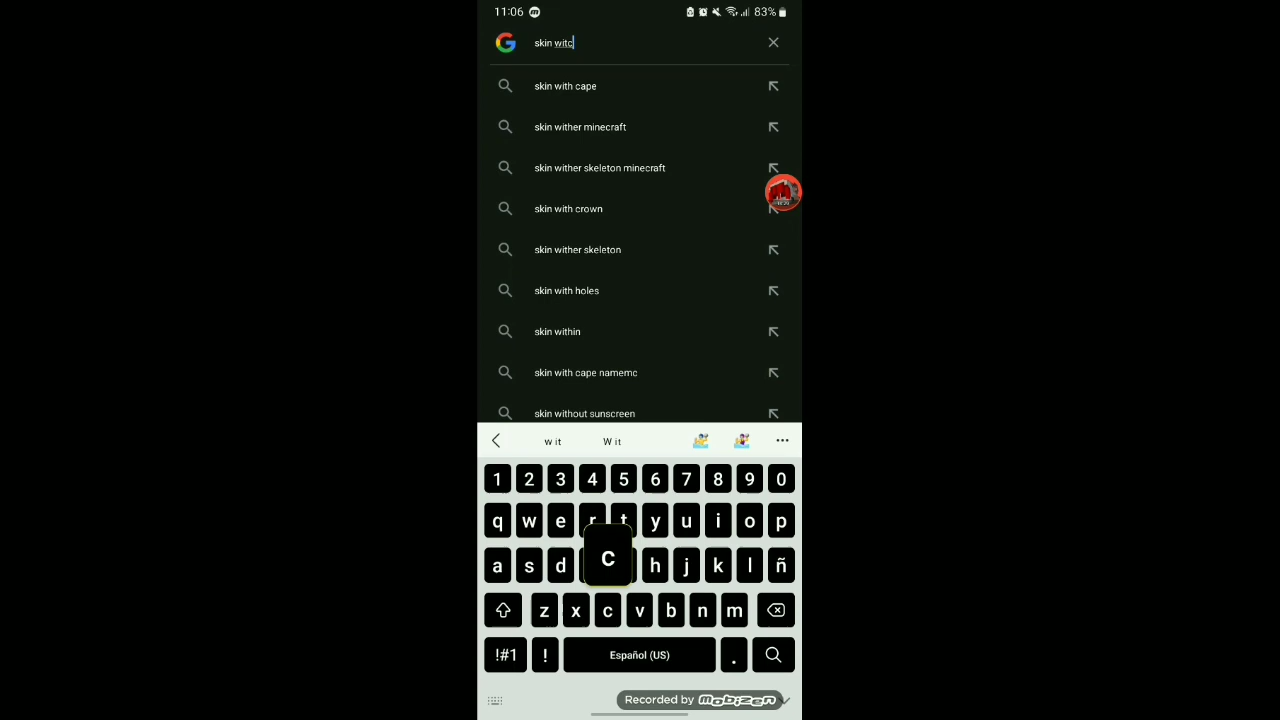 11:06 83%
skin witc
skin with cape
skin wither minecraft
skin wither skeleton minecraft
skin with crown
skin wither skeleton
skin with holes
skin within
skin with cape namemc
skin without sunscreen
w it W it
1 2 3 4 5 6 7 8 9 0
q w e r t y u i o p
a s d c h j k l ñ
z x c v b n m
!#1 ! Español (US) .
Recorded by mobizen